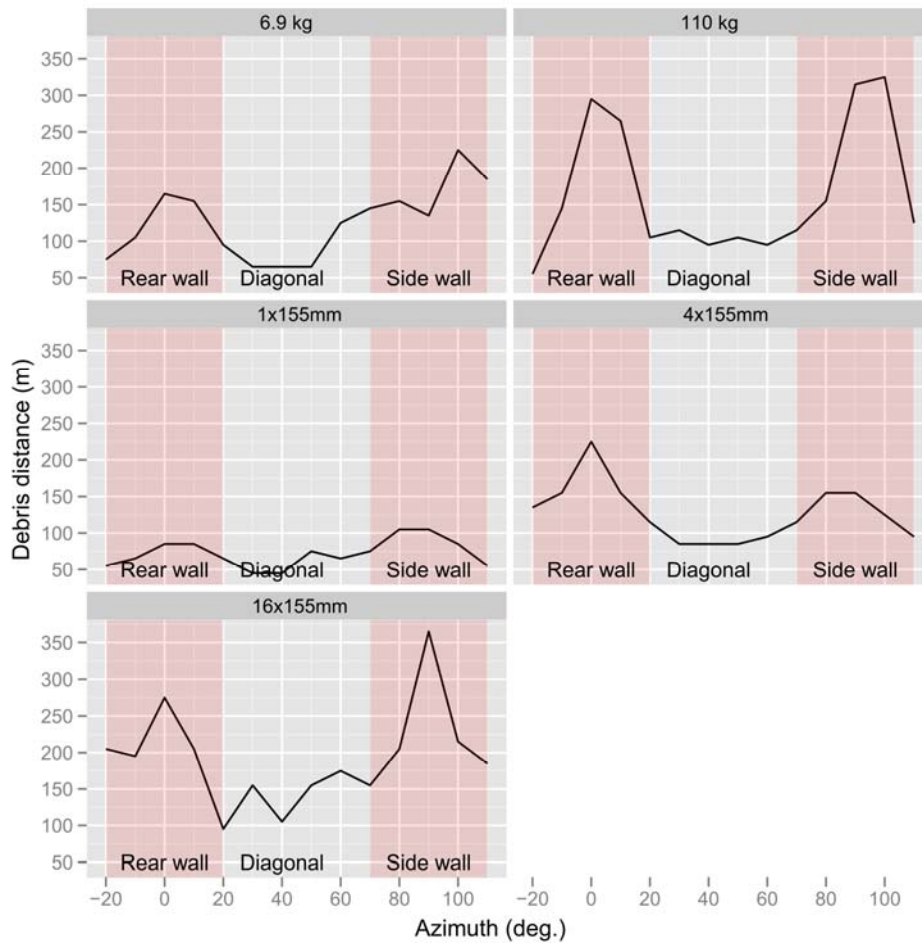 6.9 kg
110 kg
350
300
250
200
150
100
50
Rear wall Diagonal Side wall
Rear wall Diagonal Side wall
1x155mm
4x155mm
Debris distance (m)
350
300
250
200
150
100
50
Rear wall Diagonal Side wall
Rear wall Diagonal Side wall
16x155mm
350
300
250
200
150
100
50
Rear wall Diagonal Side wall
−20 0 20 40 60 80 100
−20 0 20 40 60 80 100
Azimuth (deg.)